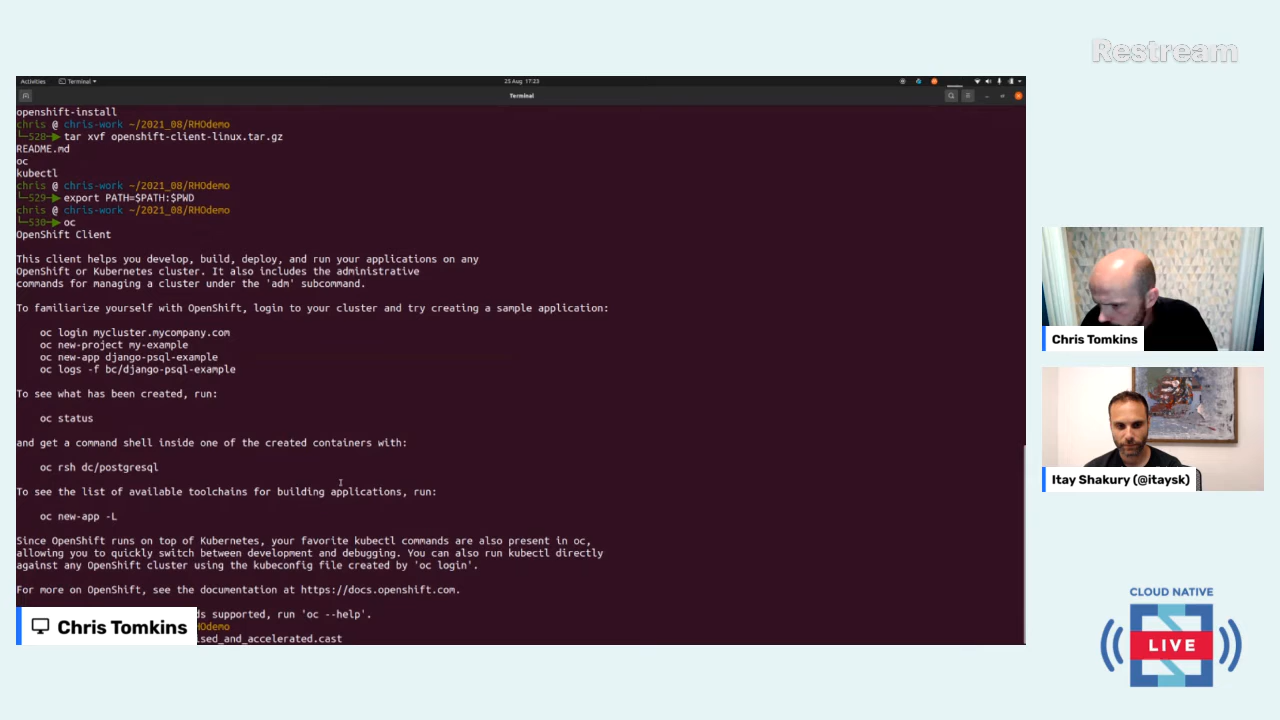 Restream
Activities
Terminal
25 Aug 17:23
Terminal
openshift-install
chris @ chris-work ~/2021_08/RHOdemo
└─528─▶ tar xvf openshift-client-linux.tar.gz
README.md
oc
kubectl
chris @ chris-work ~/2021_08/RHOdemo
└─529─▶ export PATH=$PATH:$PWD
chris @ chris-work ~/2021_08/RHOdemo
└─530─▶ oc
OpenShift Client
This client helps you develop, build, deploy, and run your applications on any
OpenShift or Kubernetes cluster. It also includes the administrative
commands for managing a cluster under the 'adm' subcommand.
To familiarize yourself with OpenShift, login to your cluster and try creating a sample application:
oc login mycluster.mycompany.com
oc new-project my-example
oc new-app django-psql-example
oc logs -f bc/django-psql-example
To see what has been created, run:
oc status
and get a command shell inside one of the created containers with:
oc rsh dc/postgresql
To see the list of available toolchains for building applications, run:
oc new-app -L
Since OpenShift runs on top of Kubernetes, your favorite kubectl commands are also present in oc,
allowing you to quickly switch between development and debugging. You can also run kubectl directly
against any OpenShift cluster using the kubeconfig file created by 'oc login'.
For more on OpenShift, see the documentation at https://docs.openshift.com.
supported, run 'oc --help'.
Odemo
sed_and_accelerated.cast
Chris Tomkins
Chris Tomkins
Itay Shakury (@itaysk)
CLOUD NATIVE
LIVE